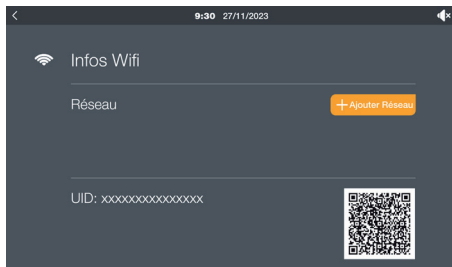 9:30 27/11/2023
Infos Wifi
Réseau
+ Ajouter Réseau
UID: xxxxxxxxxxxxxxx